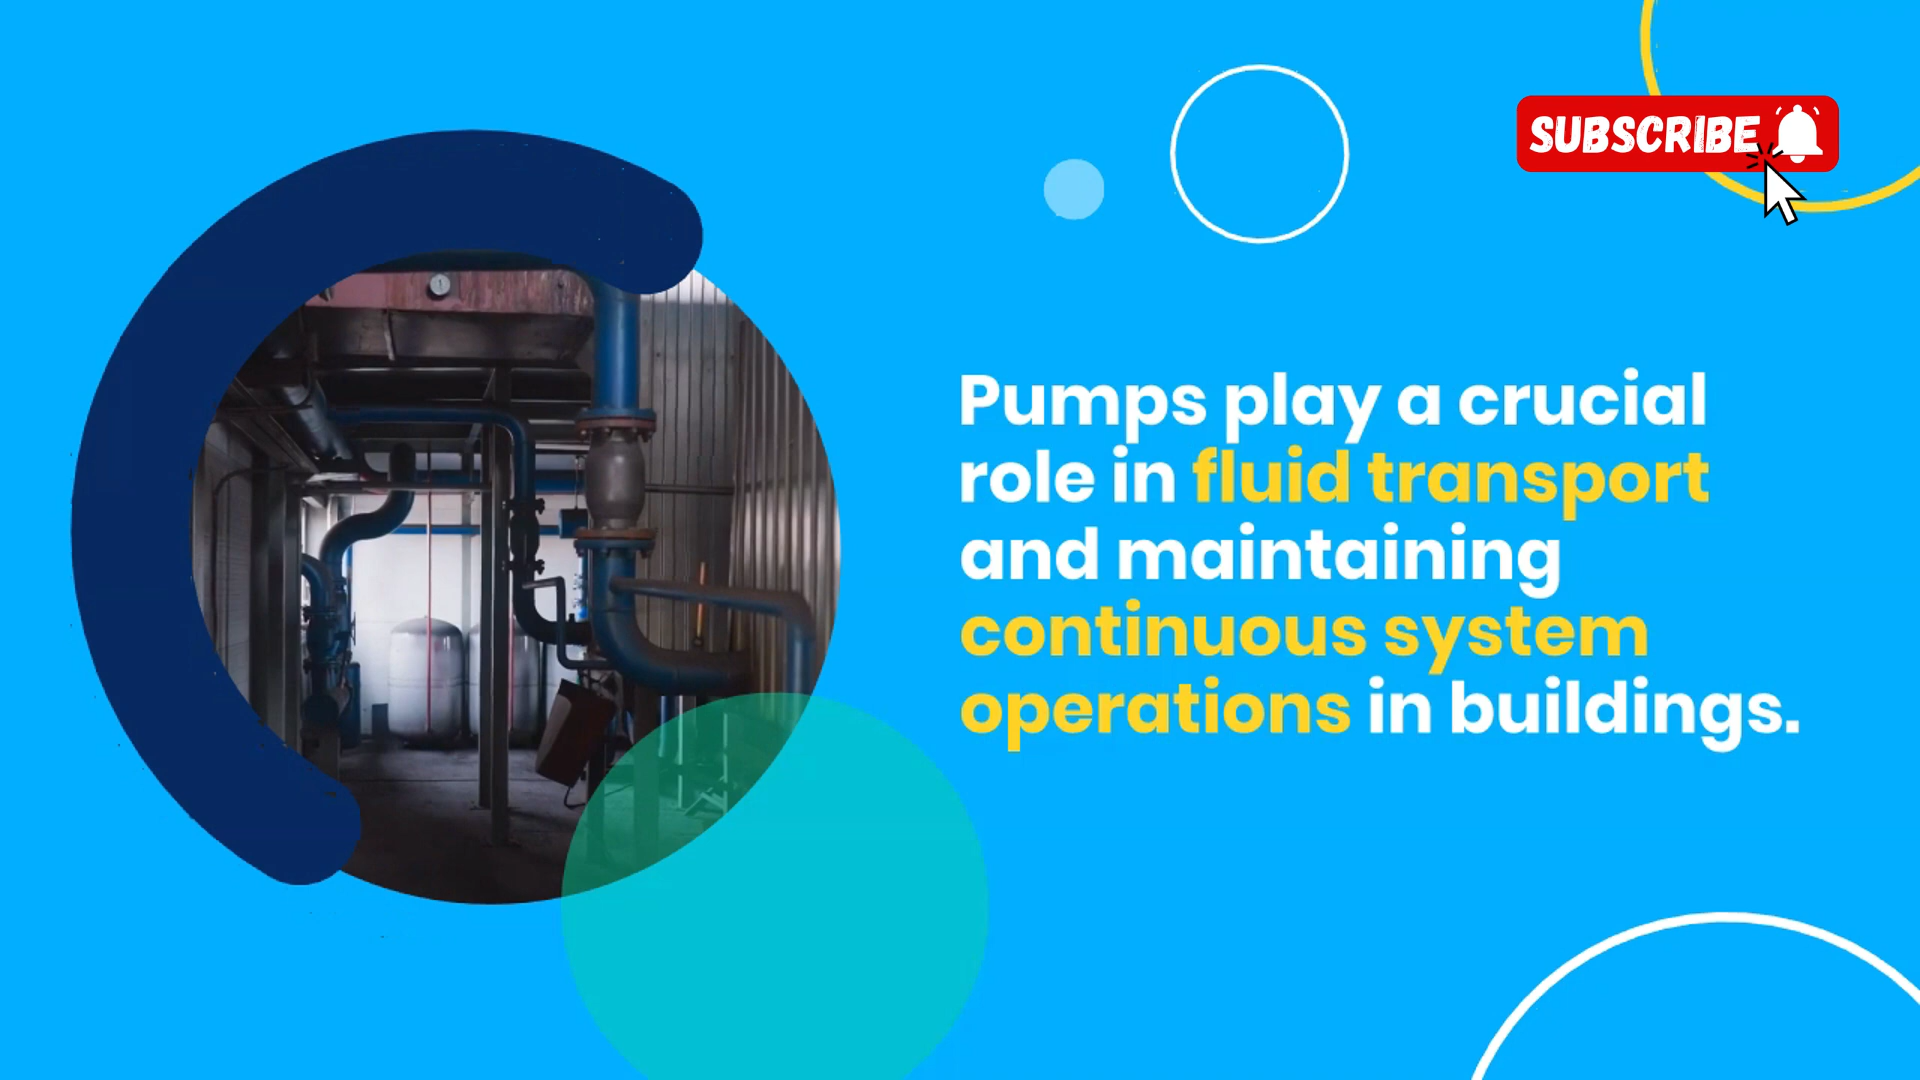 SUBSCRIBE
Pumps play a crucial
role in fluid transport
and maintaining
continuous system
operations in buildings.